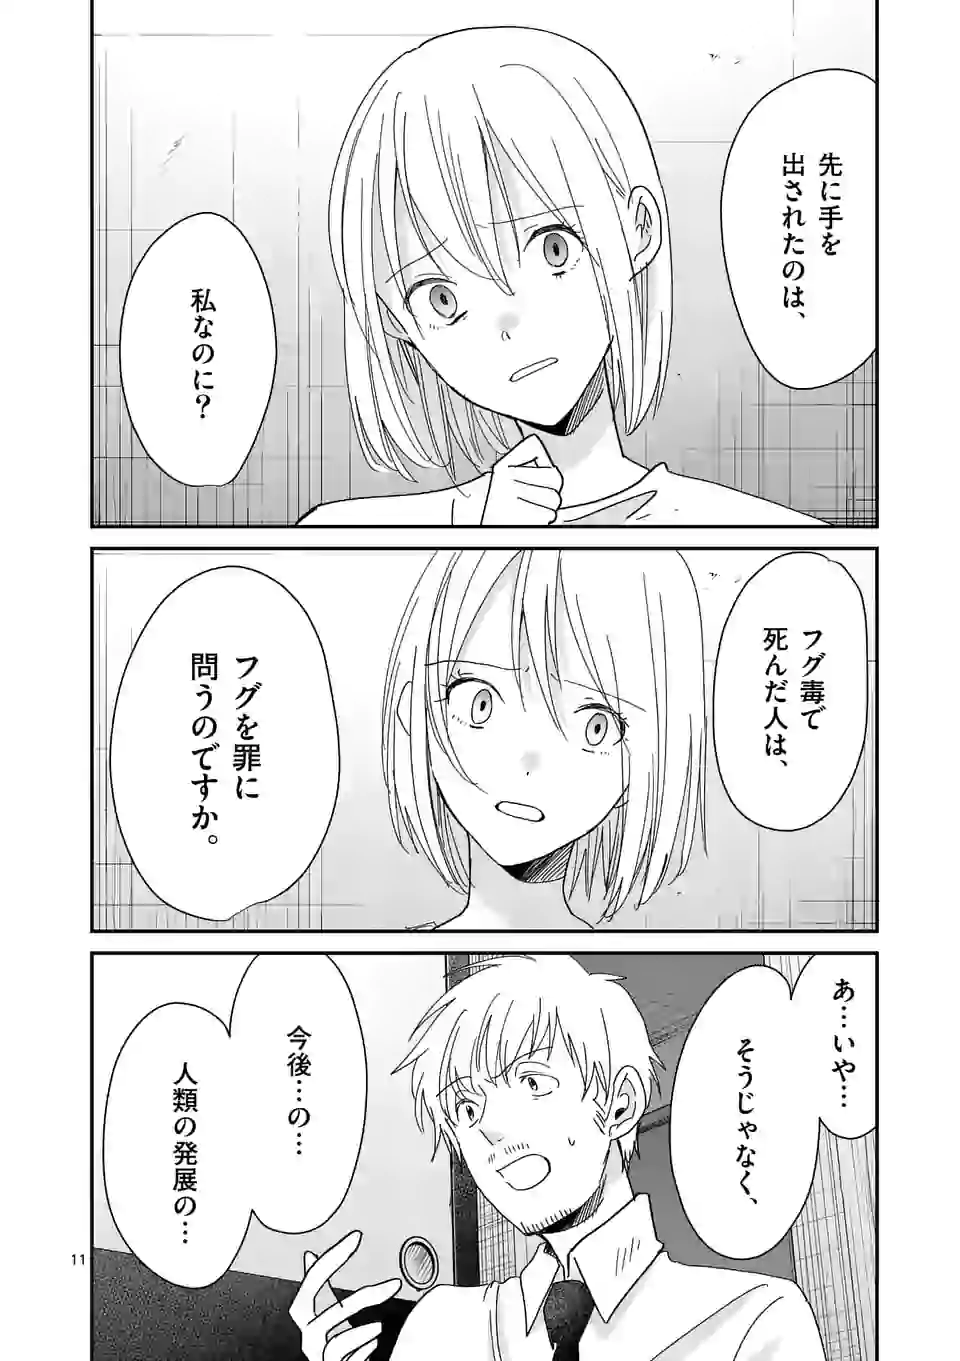 先に手を
出されたのは、
私なのに?
フグ毒で
死んだ人は、
フグを罪に
問うのですか。
あ…いや…
そうじゃなく、
今後…の…
人類の発展の…
11